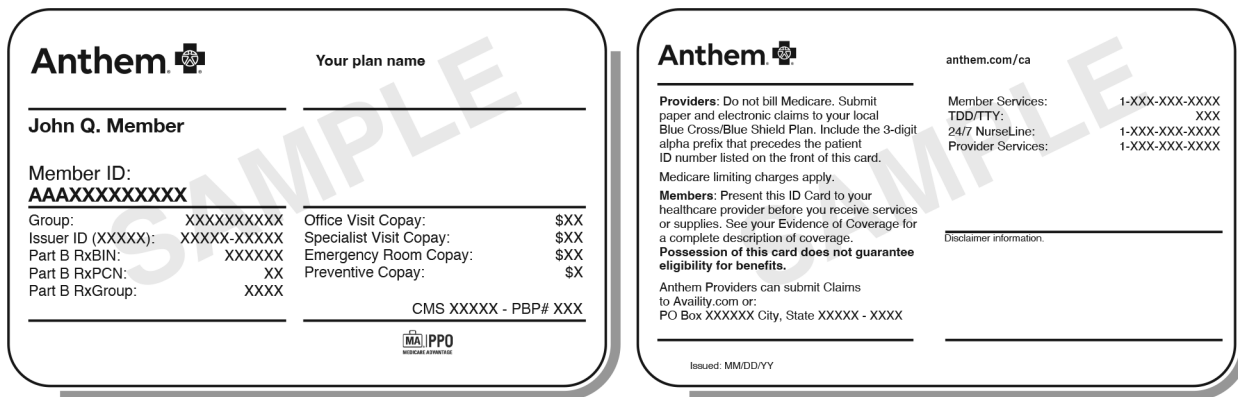 Anthem.
Your plan name
John Q. Member
Member ID:
AAAXXXXXXXXXX
Group: XXXXXXXXXX
Issuer ID (XXXXX): XXXXX-XXXXX
Part B RxBIN: XXXXXX
Part B RxPCN: XX
Part B RxGroup: XXXX
Office Visit Copay: $XX
Specialist Visit Copay: $XX
Emergency Room Copay: $XX
Preventive Copay: $X
CMS XXXXX - PBP# XXX
MA PPO
MEDICARE ADVANTAGE
SAMPLE
Anthem.
anthem.com/ca
Providers: Do not bill Medicare. Submit
paper and electronic claims to your local
Blue Cross/Blue Shield Plan. Include the 3-digit
alpha prefix that precedes the patient
ID number listed on the front of this card.
Medicare limiting charges apply.
Members: Present this ID Card to your
healthcare provider before you receive services
or supplies. See your Evidence of Coverage for
a complete description of coverage.
Possession of this card does not guarantee
eligibility for benefits.
Anthem Providers can submit Claims
to Availity.com or:
PO Box XXXXXX City, State XXXXX - XXXX
Issued: MM/DD/YY
Member Services: 1-XXX-XXX-XXXX
TDD/TTY: XXX
24/7 NurseLine: 1-XXX-XXX-XXXX
Provider Services: 1-XXX-XXX-XXXX
Disclaimer information.
SAMPLE